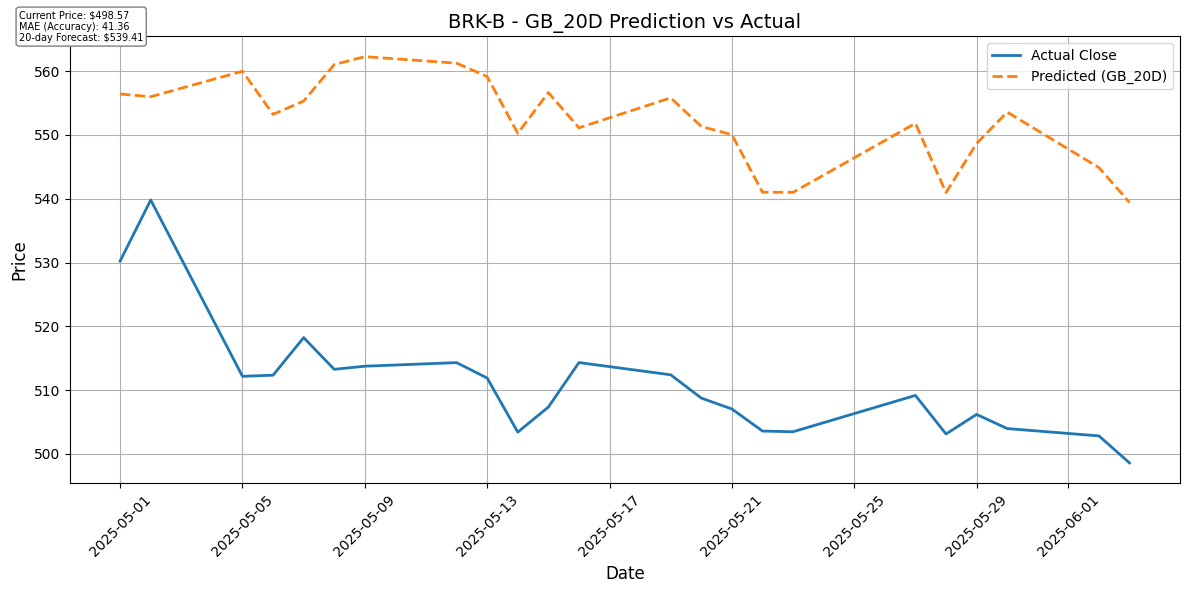 Current Price: $498.57
MAE (Accuracy): 41.36
20-day Forecast: $539.41
BRK-B - GB_20D Prediction vs Actual
Actual Close
Predicted (GB_20D)
Price
560
550
540
530
520
510
500
2025-05-01
2025-05-05
2025-05-09
2025-05-13
2025-05-17
2025-05-21
2025-05-25
2025-05-29
2025-06-01
Date